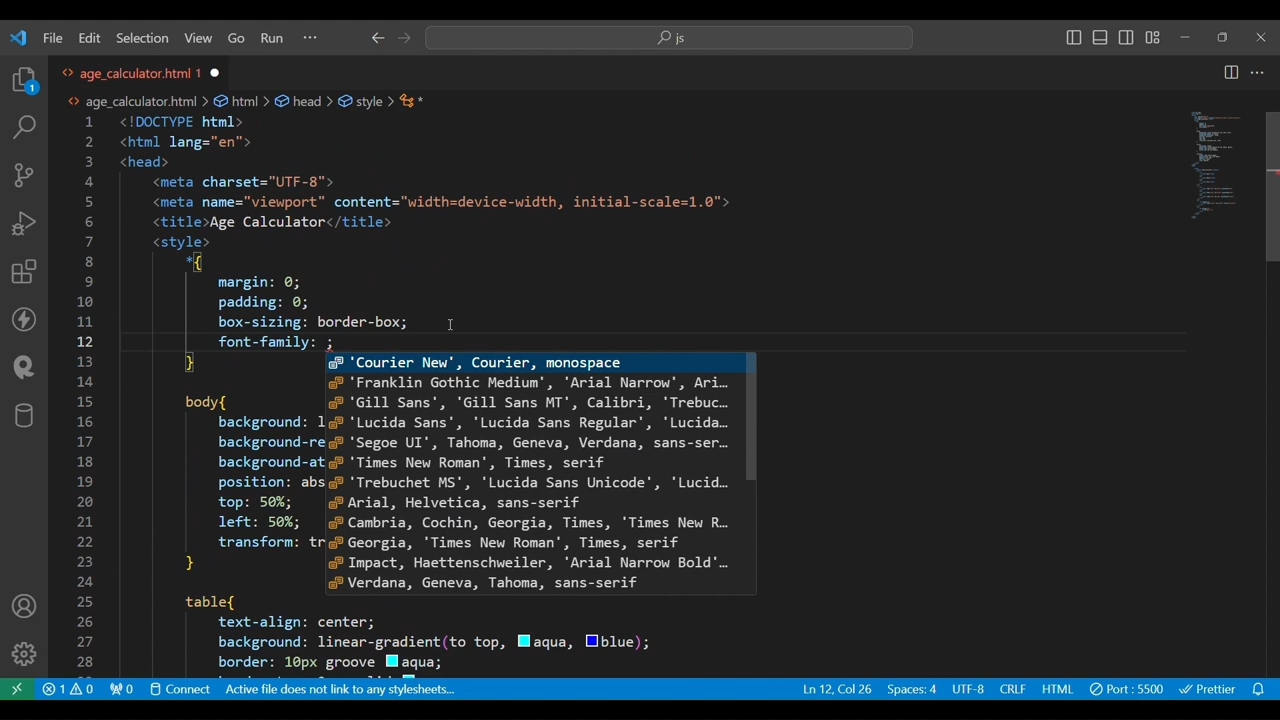 File Edit Selection View Go Run ··· js
age_calculator.html 1
1
age_calculator.html > html > head > style > *
1 <!DOCTYPE html>
2 <html lang="en">
3 <head>
4 <meta charset="UTF-8">
5 <meta name="viewport" content="width=device-width, initial-scale=1.0">
6 <title>Age Calculator</title>
7 <style>
8 *{
9 margin: 0;
10 padding: 0;
11 box-sizing: border-box;
12 font-family: ;
13 }
'Courier New', Courier, monospace
14
'Franklin Gothic Medium', 'Arial Narrow', Ari…
15 body{
'Gill Sans', 'Gill Sans MT', Calibri, 'Trebuc…
16 background: l
'Lucida Sans', 'Lucida Sans Regular', 'Lucida…
17 background-re
'Segoe UI', Tahoma, Geneva, Verdana, sans-ser…
18 background-at
'Times New Roman', Times, serif
19 position: abs
'Trebuchet MS', 'Lucida Sans Unicode', 'Lucid…
20 top: 50%;
Arial, Helvetica, sans-serif
21 left: 50%;
Cambria, Cochin, Georgia, Times, 'Times New R…
22 transform: tr
Georgia, 'Times New Roman', Times, serif
23 }
Impact, Haettenschweiler, 'Arial Narrow Bold'…
24
Verdana, Geneva, Tahoma, sans-serif
25 table{
26 text-align: center;
27 background: linear-gradient(to top, aqua, blue);
28 border: 10px groove aqua;
1 0 0 Connect Active file does not link to any stylesheets... Ln 12, Col 26 Spaces: 4 UTF-8 CRLF HTML Port : 5500 Prettier